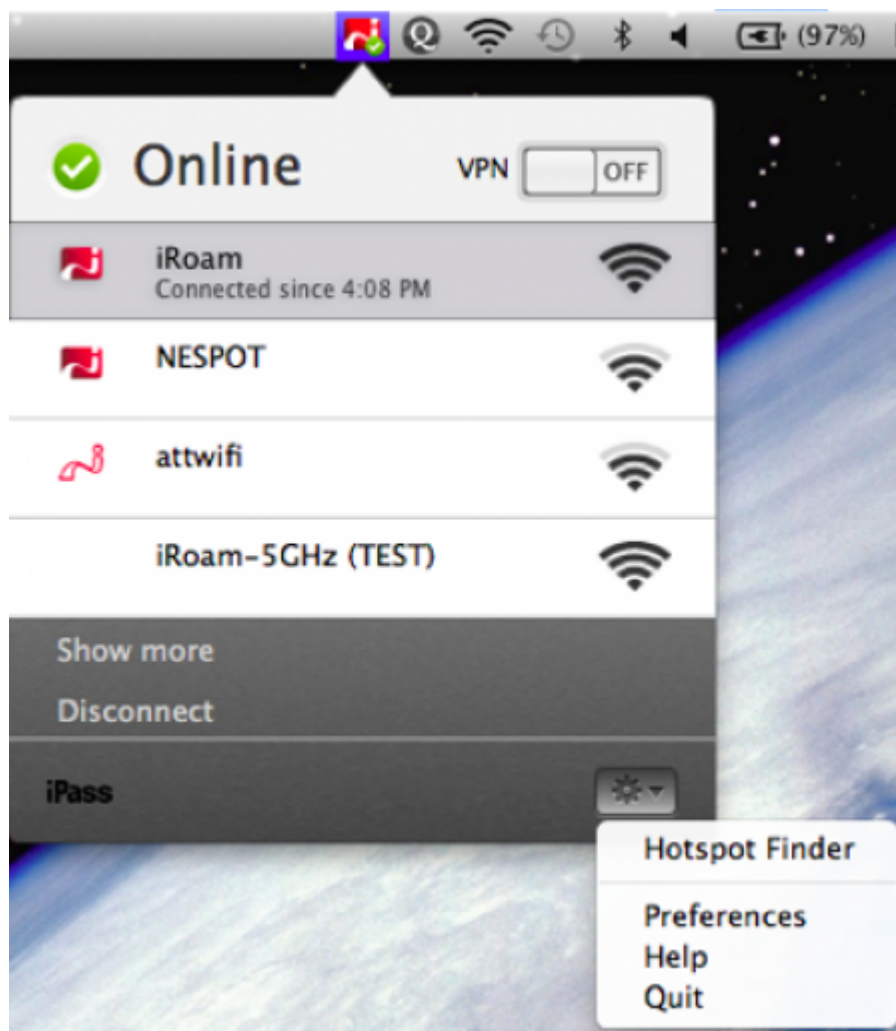 (97%)
Online
VPN OFF
iRoam
Connected since 4:08 PM
NESPOT
attwifi
iRoam-5GHz (TEST)
Show more
Disconnect
iPass
Hotspot Finder
Preferences
Help
Quit